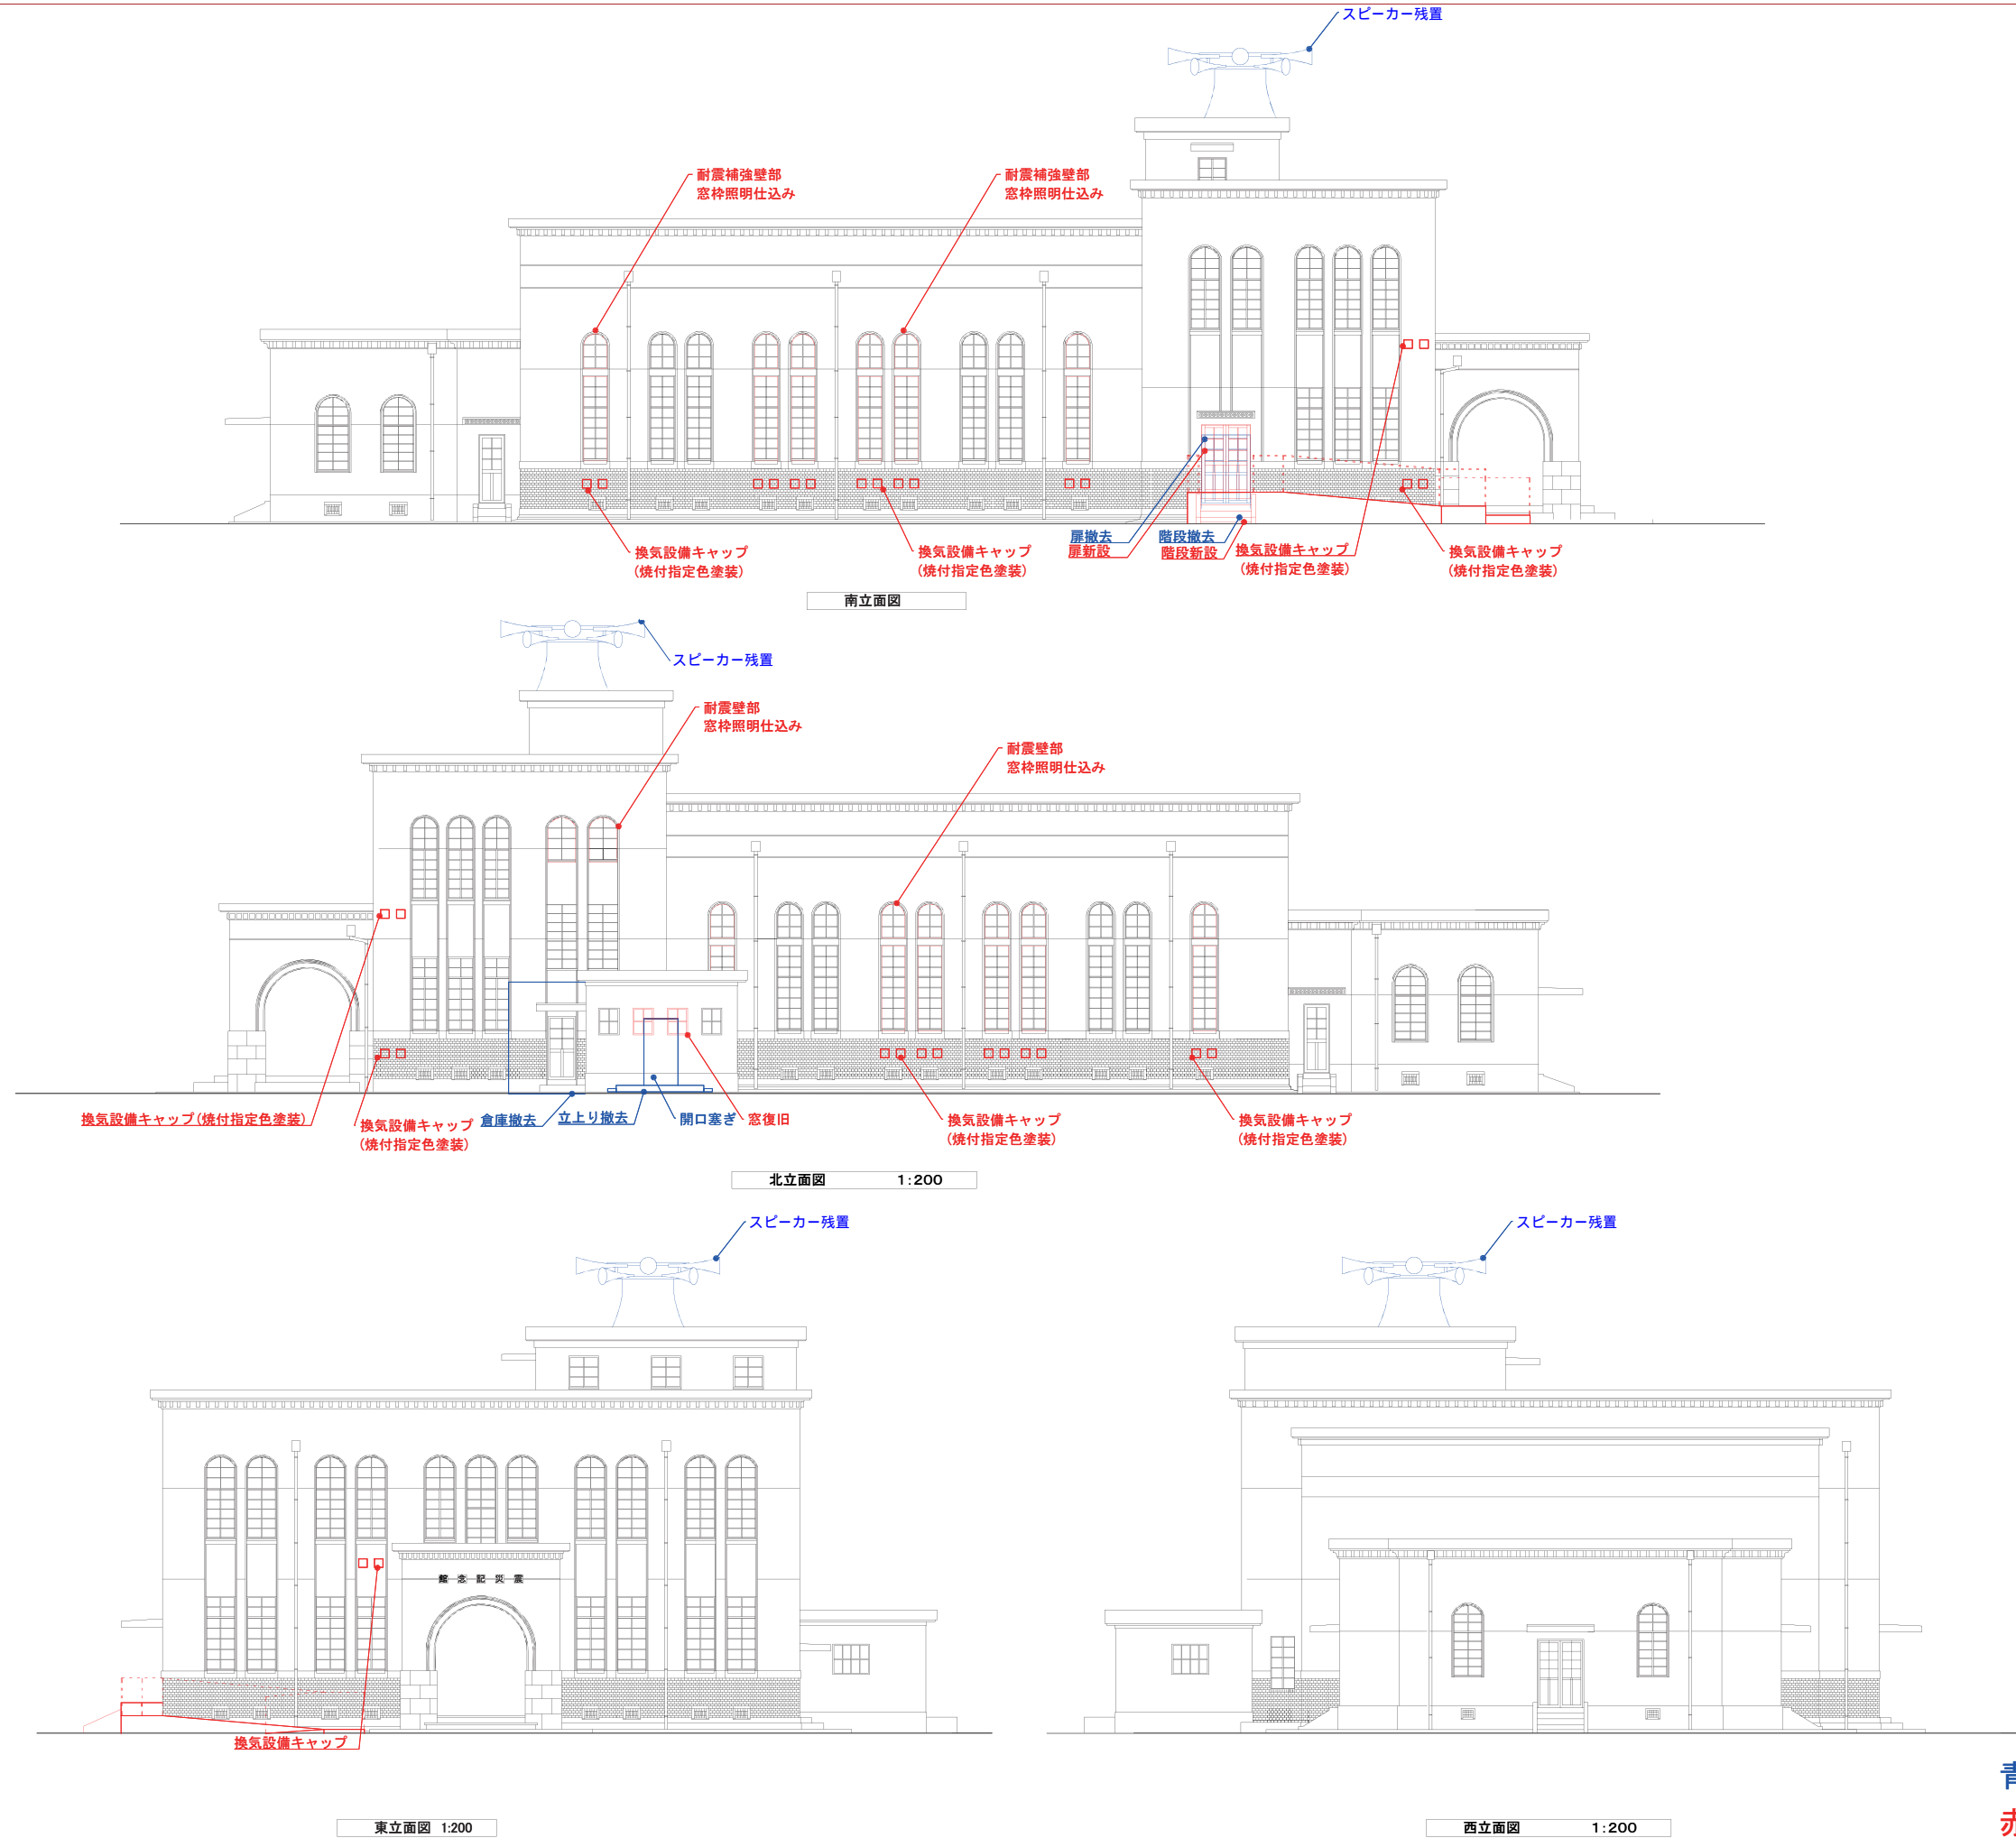 スピーカー残置
耐震補強壁部
窓枠照明仕込み
耐震補強壁部
窓枠照明仕込み
扉撤去
扉新設
階段撤去
階段新設
換気設備キャップ
(焼付指定色塗装)
換気設備キャップ
(焼付指定色塗装)
換気設備キャップ
(焼付指定色塗装)
換気設備キャップ
(焼付指定色塗装)
南立面図
スピーカー残置
耐震壁部
窓枠照明仕込み
耐震壁部
窓枠照明仕込み
換気設備キャップ(焼付指定色塗装)
換気設備キャップ
(焼付指定色塗装)
倉庫撤去
立上り撤去
開口塞ぎ
窓復旧
換気設備キャップ
(焼付指定色塗装)
換気設備キャップ
(焼付指定色塗装)
北立面図 1:200
スピーカー残置
スピーカー残置
館念記災震
換気設備キャップ
東立面図 1:200
西立面図 1:200
青
赤